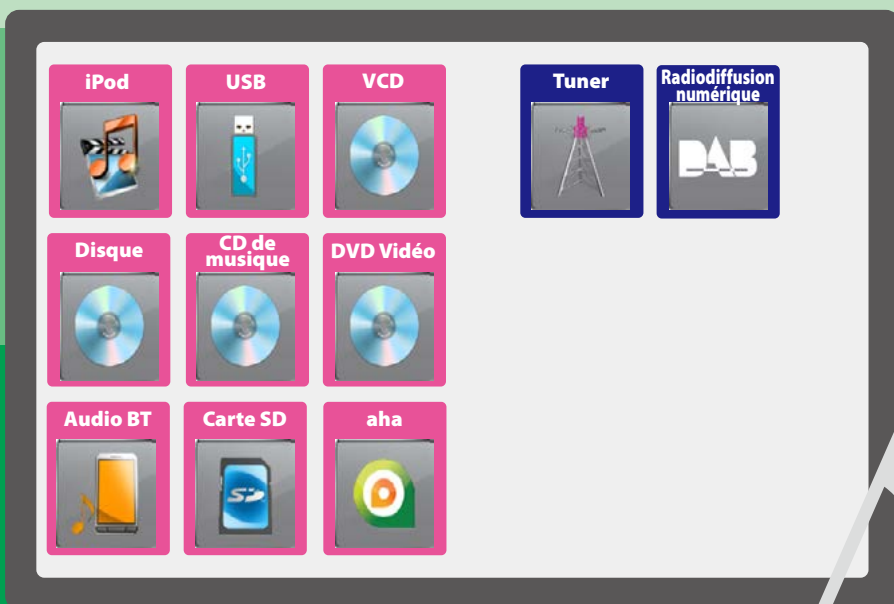 iPod
USB
VCD
Tuner
Radiodiffusion
numérique
DAB
Disque
CD de
musique
DVD Vidéo
Audio BT
Carte SD
aha
SD